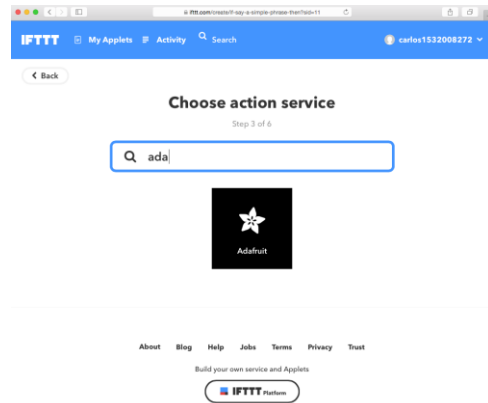 ifttt.com/create/if-say-a-simple-phrase-then?sid=11
IFTTT My Applets Activity Search carlos1532008272
Back
Choose action service
Step 3 of 6
ada
Adafruit
About Blog Help Jobs Terms Privacy Trust
Build your own service and Applets
IFTTT Platform